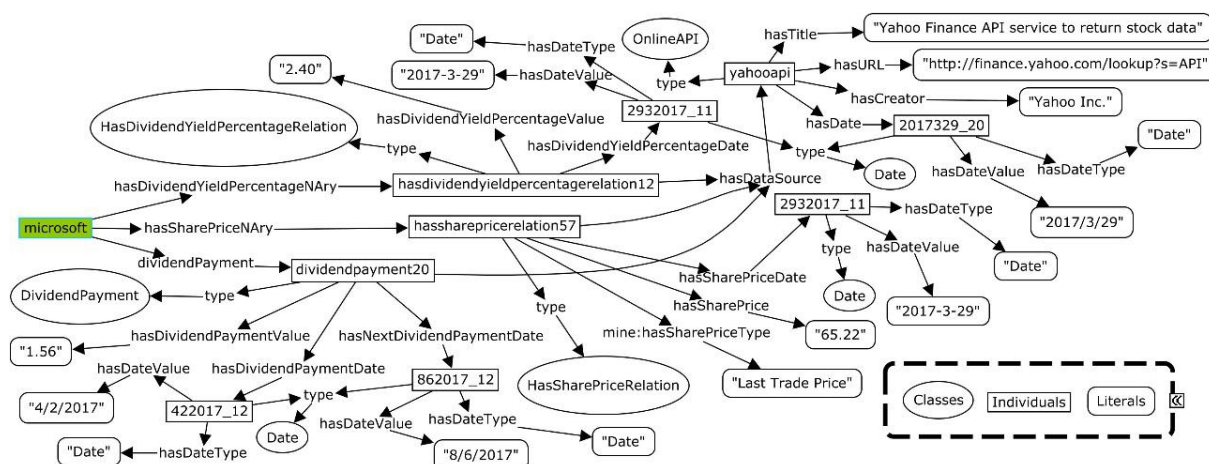 "Date"
hasDateType
OnlineAPI
hasTitle
"Yahoo Finance API service to return stock data"
"2.40"
"2017-3-29"
hasDateValue
type
yahooapi
hasURL
"http://finance.yahoo.com/lookup?s=API"
HasDividendYieldPercentageRelation
hasDividendYieldPercentageValue
2932017_11
hasCreator
"Yahoo Inc."
type
hasDividendYieldPercentageDate
hasDate
2017329_20
"Date"
type
hasDateType
hasDividendYieldPercentageNAry
hasdividendyieldpercentagerelation12
hasDataSource
Date
hasDateValue
microsoft
hasSharePriceNAry
hassharepricerelation57
2932017_11
hasDateType
"2017/3/29"
dividendPayment
dividendpayment20
type
hasDateValue
"Date"
DividendPayment
type
hasSharePriceDate
Date
hasSharePrice
"2017-3-29"
type
hasDividendPaymentValue
hasNextDividendPaymentDate
mine:hasSharePriceType
"65.22"
"1.56"
hasDateValue
hasDividendPaymentDate
862017_12
HasSharePriceRelation
"Last Trade Price"
type
"4/2/2017"
422017_12
Date
hasDateValue
hasDateType
"Date"
hasDateType
"8/6/2017"
"Date"
Classes
Individuals
Literals